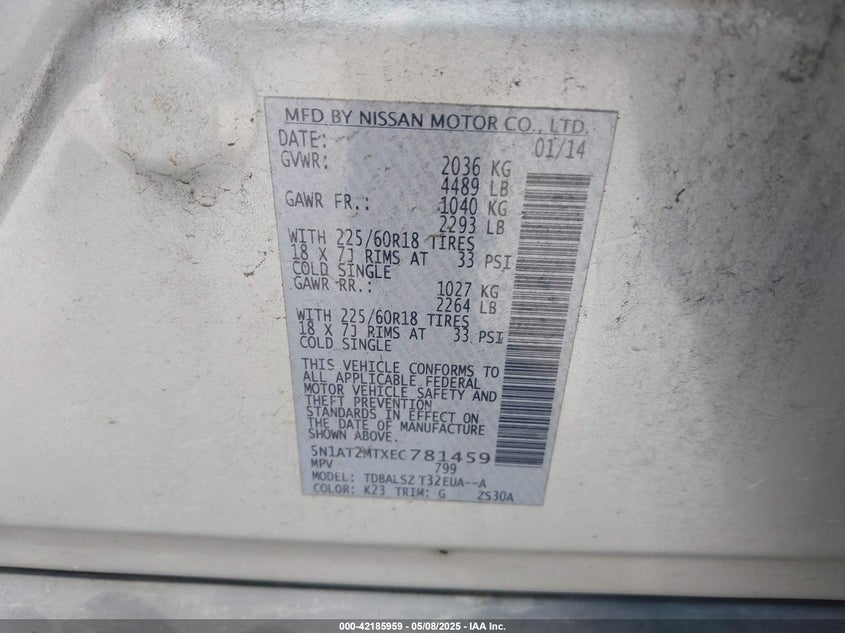 MFD BY NISSAN MOTOR CO., LTD.
DATE: 01/14
GVWR: 2036 KG
4489 LB
GAWR FR.: 1040 KG
2293 LB
WITH 225/60R18 TIRES
18 X 7J RIMS AT 33 PSI
COLD SINGLE
GAWR RR.: 1027 KG
2264 LB
WITH 225/60R18 TIRES
18 X 7J RIMS AT 33 PSI
COLD SINGLE
THIS VEHICLE CONFORMS TO
ALL APPLICABLE FEDERAL
MOTOR VEHICLE SAFETY AND
THEFT PREVENTION
STANDARDS IN EFFECT ON
THE DATE OF MANUFACTURE
SHOWN ABOVE.
5N1AT2MTXEC781459
MPV 799
MODEL: TDBALSZ T32EUA--A
COLOR: K23 TRIM: G ZS30A
000-42185959 - 05/08/2025 - IAA Inc.